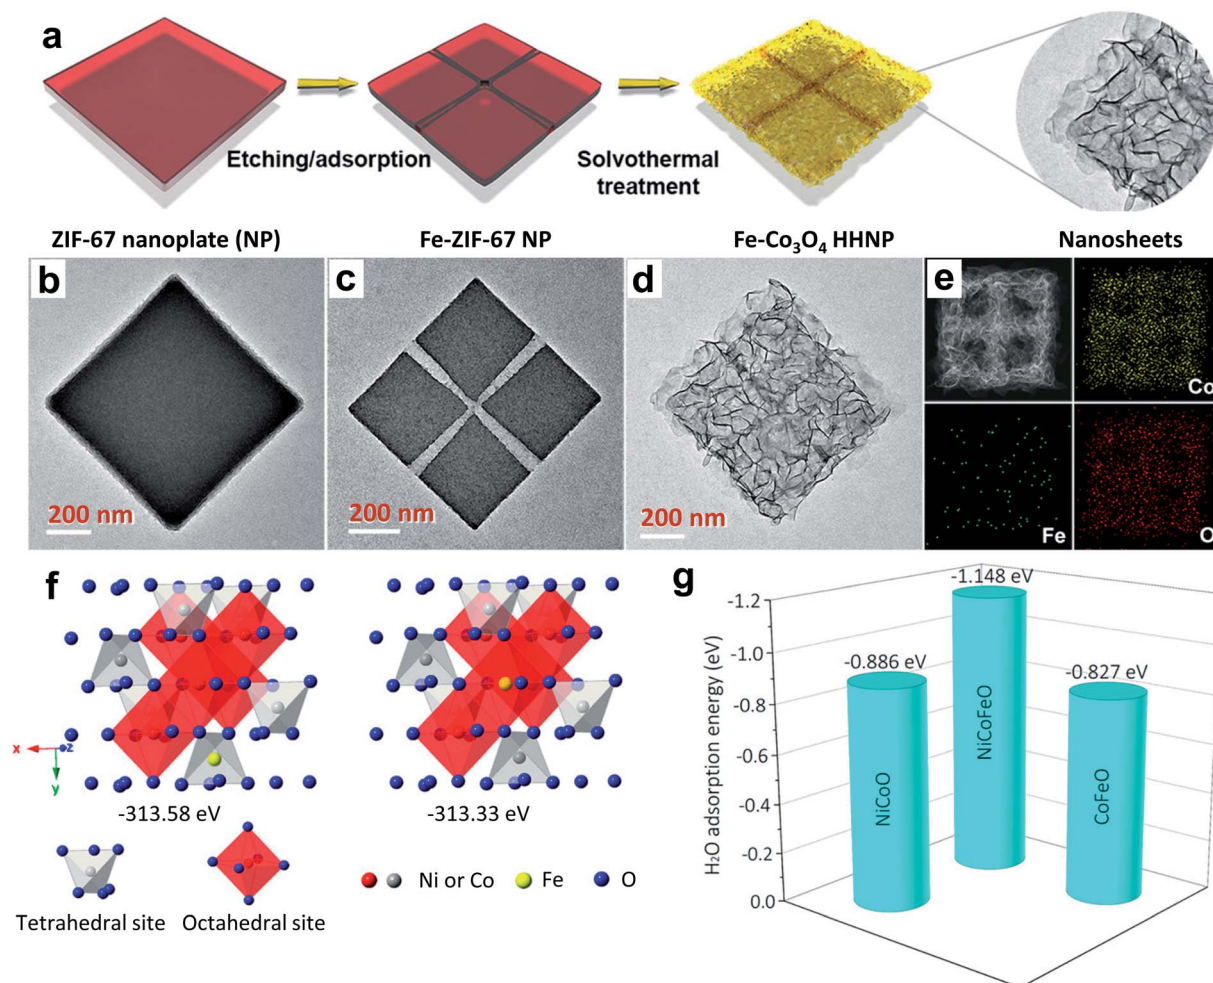 a
Etching/adsorption
Solvothermal
treatment
ZIF-67 nanoplate (NP)
Fe-ZIF-67 NP
Fe-Co₃O₄ HHNP
Nanosheets
b
200 nm
c
200 nm
d
200 nm
e
Co
Fe
O
f
x
z
y
-313.58 eV
-313.33 eV
Tetrahedral site
Octahedral site
Ni or Co
Fe
O
g
H₂O adsorption energy (eV)
-1.2
-1.0
-0.8
-0.6
-0.4
-0.2
0.0
-0.886 eV
-1.148 eV
-0.827 eV
NiCoO
NiCoFeO
CoFeO